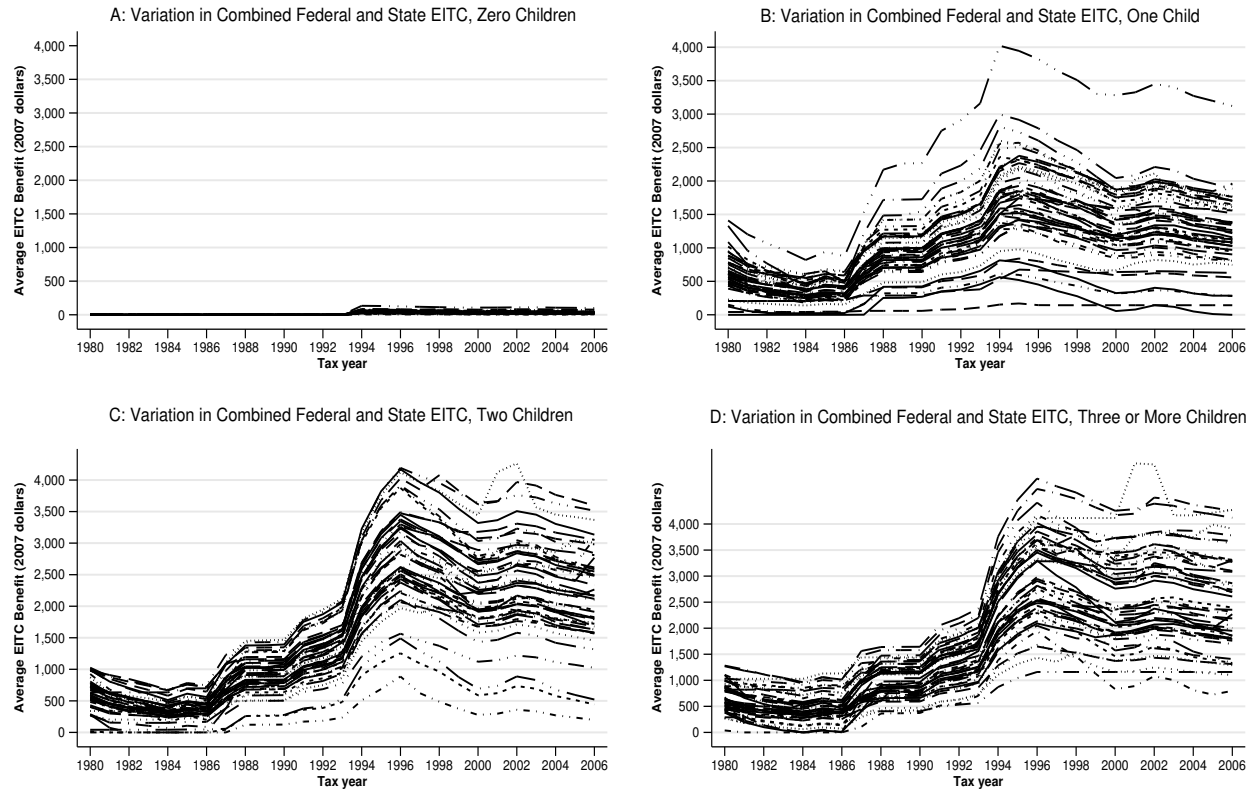 A: Variation in Combined Federal and State EITC, Zero Children
Average EITC Benefit (2007 dollars)
4,000
3,500
3,000
2,500
2,000
1,500
1,000
500
0
1980 1982 1984 1986 1988 1990 1992 1994 1996 1998 2000 2002 2004 2006
Tax year
B: Variation in Combined Federal and State EITC, One Child
Average EITC Benefit (2007 dollars)
4,000
3,500
3,000
2,500
2,000
1,500
1,000
500
0
1980 1982 1984 1986 1988 1990 1992 1994 1996 1998 2000 2002 2004 2006
Tax year
C: Variation in Combined Federal and State EITC, Two Children
Average EITC Benefit (2007 dollars)
4,000
3,500
3,000
2,500
2,000
1,500
1,000
500
0
1980 1982 1984 1986 1988 1990 1992 1994 1996 1998 2000 2002 2004 2006
Tax year
D: Variation in Combined Federal and State EITC, Three or More Children
Average EITC Benefit (2007 dollars)
4,000
3,500
3,000
2,500
2,000
1,500
1,000
500
0
1980 1982 1984 1986 1988 1990 1992 1994 1996 1998 2000 2002 2004 2006
Tax year